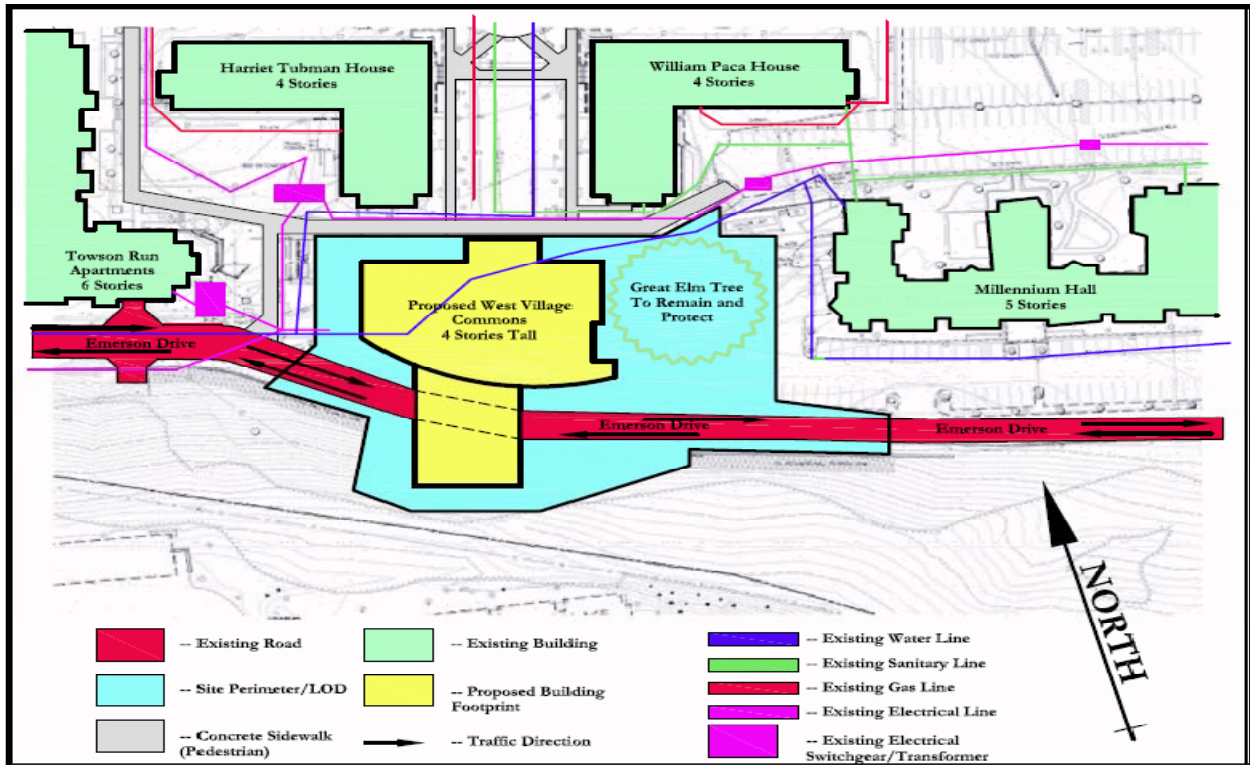 Harriet Tubman House
4 Stories
William Paca House
4 Stories
Towson Run
Apartments
6 Stories
Proposed West Village
Commons
4 Stories Tall
Great Elm Tree
To Remain and
Protect
Millennium Hall
5 Stories
Emerson Drive
Emerson Drive
Emerson Drive
NORTH
-- Existing Road
-- Existing Building
-- Existing Water Line
-- Existing Sanitary Line
-- Site Perimeter/LOD
-- Proposed Building
Footprint
-- Existing Gas Line
-- Existing Electrical Line
-- Concrete Sidewalk
(Pedestrian)
-- Traffic Direction
-- Existing Electrical
Switchgear/Transformer